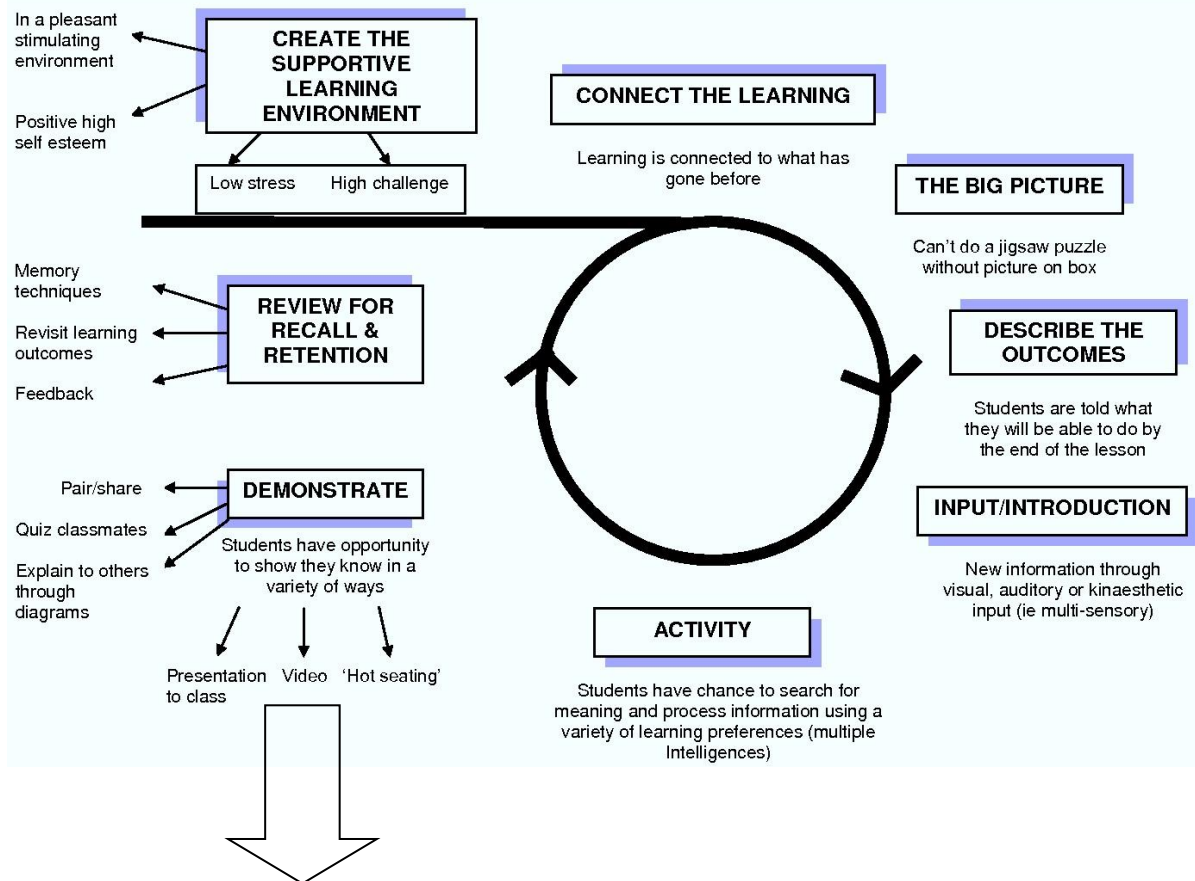 In a pleasant
stimulating
environment
Positive high
self esteem
CREATE THE
SUPPORTIVE
LEARNING
ENVIRONMENT
Low stress
High challenge
CONNECT THE LEARNING
Learning is connected to what has
gone before
THE BIG PICTURE
Can’t do a jigsaw puzzle
without picture on box
DESCRIBE THE
OUTCOMES
Students are told what
they will be able to do by
the end of the lesson
INPUT/INTRODUCTION
New information through
visual, auditory or kinaesthetic
input (ie multi-sensory)
ACTIVITY
Students have chance to search for
meaning and process information using a
variety of learning preferences (multiple
Intelligences)
DEMONSTRATE
Pair/share
Quiz classmates
Explain to others
through
diagrams
Students have opportunity
to show they know in a
variety of ways
Presentation
to class
Video
‘Hot seating’
REVIEW FOR
RECALL &
RETENTION
Memory
techniques
Revisit learning
outcomes
Feedback